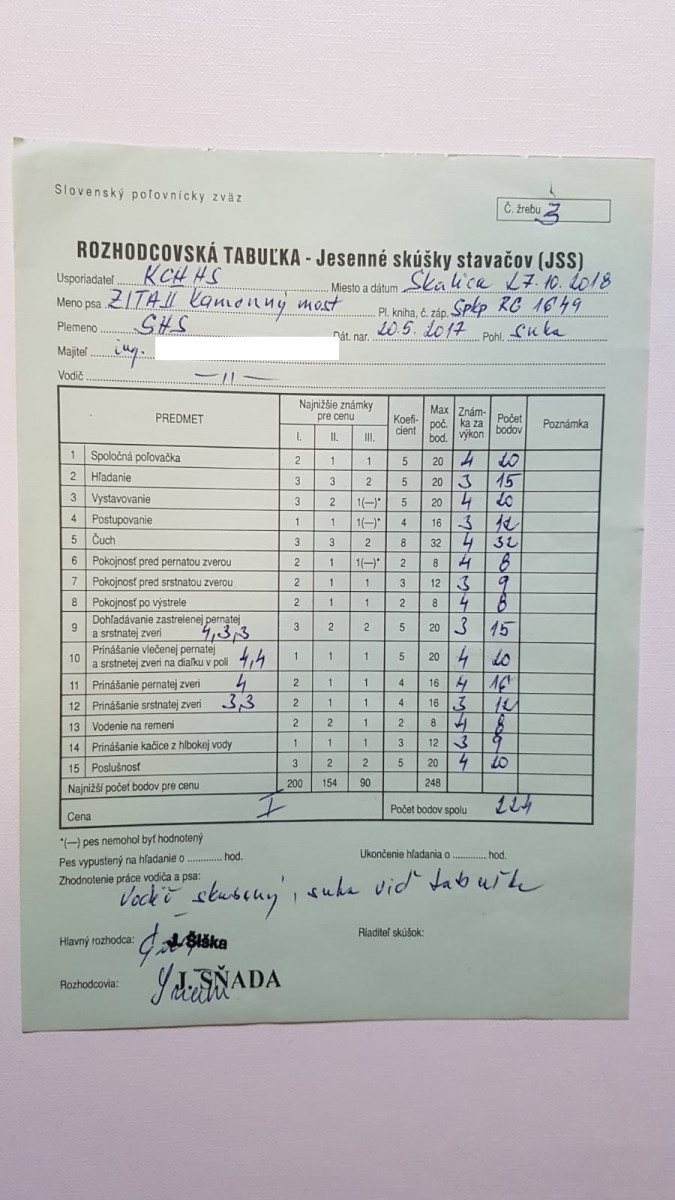 Slovenský poľovnícky zväz
Č. žrebu 3
ROZHODCOVSKÁ TABUĽKA - Jesenné skúšky stavačov (JSS)
Usporiadateľ KCHHS Miesto a dátum Skalica 27.10.2018
Meno psa ZITA II Kamenný most Pl. kniha, č. záp. Spkp RG 1649
Plemeno SHS Dát. nar. 20.5.2017 Pohl. suka
Majiteľ ing.
Vodič —〃—
PREDMET Najnižšie známky pre cenu I. II. III. Koeficient Max poč. bod. Známka za výkon Počet bodov Poznámka
1 Spoločná poľovačka 2 1 1 5 20 4 20
2 Hľadanie 3 3 2 5 20 3 15
3 Vystavovanie 3 2 1(—)* 5 20 4 20
4 Postupovanie 1 1 1(—)* 4 16 3 12
5 Čuch 3 3 2 8 32 4 32
6 Pokojnosť pred pernatou zverou 2 1 1(—)* 2 8 4 8
7 Pokojnosť pred srstnatou zverou 2 1 1 3 12 3 9
8 Pokojnosť po výstrele 2 1 1 2 8 4 8
9 Dohľadávanie zastrelenej pernatej
a srstnatej zveri 4,3,3 3 2 2 5 20 3 15
10 Prinášanie vlečenej pernatej
a srstnetej zveri na diaľku v poli 4,4 1 1 1 5 20 4 20
11 Prinášanie pernatej zveri 4 2 1 1 4 16 4 16
12 Prinášanie srstnatej zveri 3,3 2 1 1 4 16 3 12
13 Vodenie na remeni 2 2 1 2 8 4 8
14 Prinášanie kačice z hlbokej vody 1 1 1 3 12 3 9
15 Poslušnosť 3 2 2 5 20 4 20
Najnižší počet bodov pre cenu 200 154 90 248
Cena I Počet bodov spolu 224
*(—) pes nemohol byť hodnotený
Pes vypustený na hľadanie o ............ hod. Ukončenie hľadania o ............ hod.
Zhodnotenie práce vodiča a psa:
Vodič skúsený, suka viď tabuľk
Hlavný rozhodca: J. Šiška Riaditeľ skúšok:
Rozhodcovia: J. SŇADA